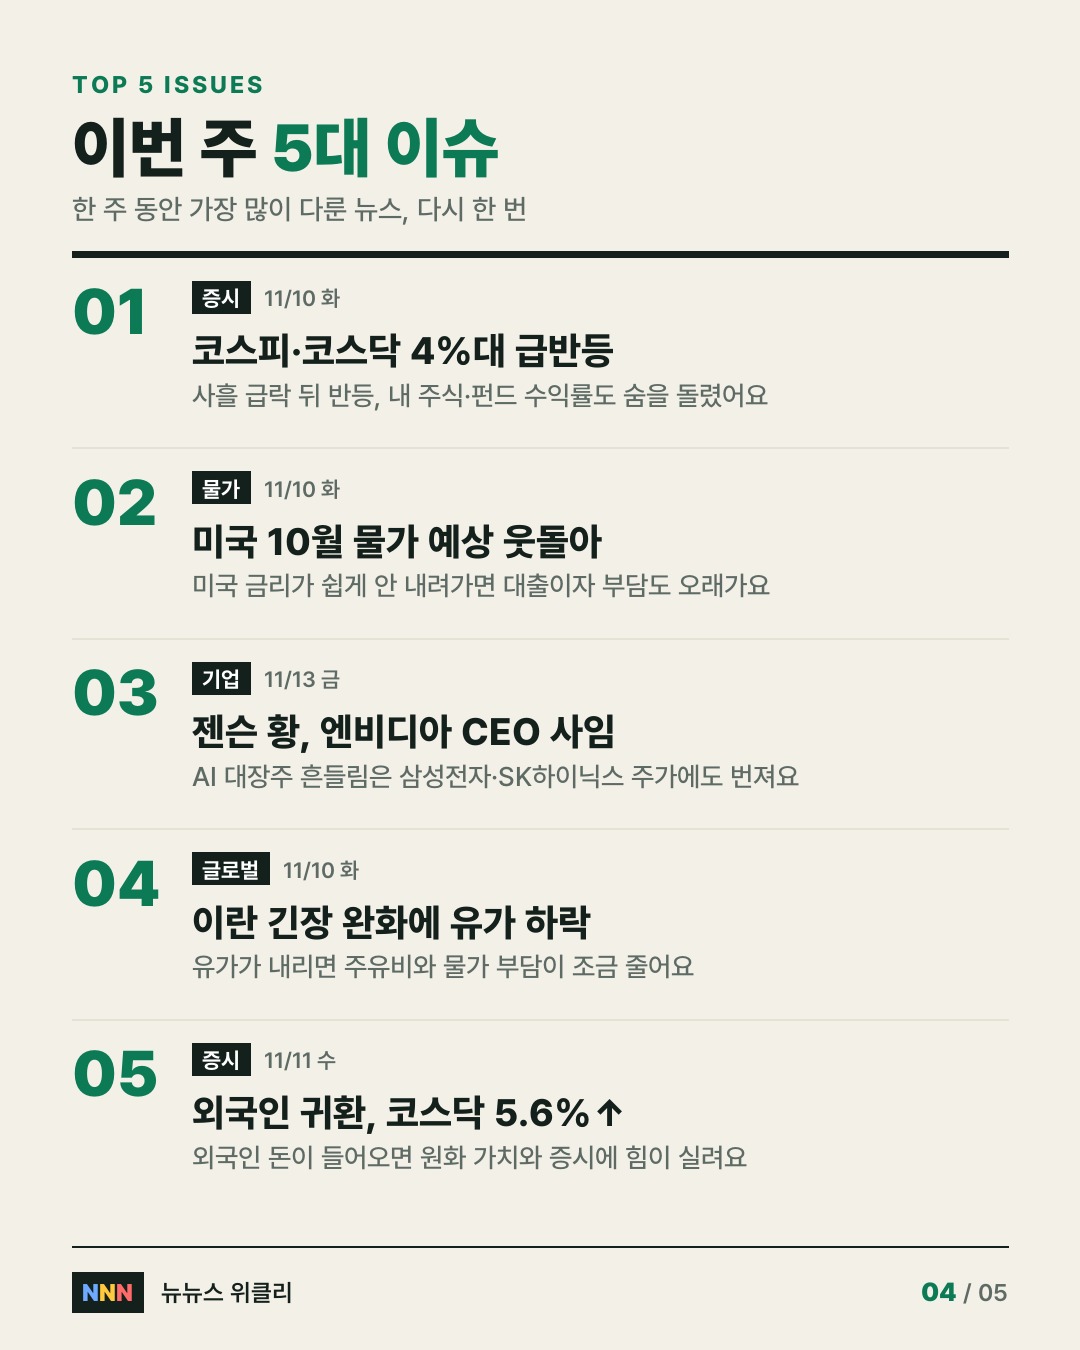 TOP 5 ISSUES
이번 주 5대 이슈
한 주 동안 가장 많이 다룬 뉴스, 다시 한 번
01
증시 11/10 화
코스피·코스닥 4%대 급반등
사흘 급락 뒤 반등, 내 주식·펀드 수익률도 숨을 돌렸어요
02
물가 11/10 화
미국 10월 물가 예상 웃돌아
미국 금리가 쉽게 안 내려가면 대출이자 부담도 오래가요
03
기업 11/13 금
젠슨 황, 엔비디아 CEO 사임
AI 대장주 흔들림은 삼성전자·SK하이닉스 주가에도 번져요
04
글로벌 11/10 화
이란 긴장 완화에 유가 하락
유가가 내리면 주유비와 물가 부담이 조금 줄어요
05
증시 11/11 수
외국인 귀환, 코스닥 5.6%↑
외국인 돈이 들어오면 원화 가치와 증시에 힘이 실려요
NNN 뉴뉴스 위클리
04 / 05